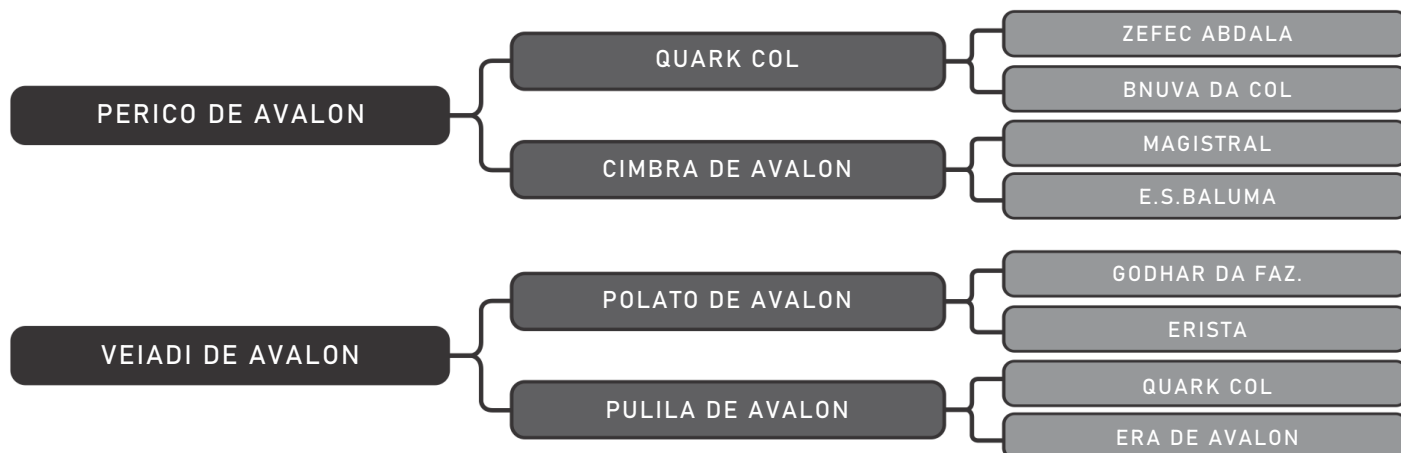 ZEFEC ABDALA
QUARK COL
BNUVA DA COL
PERICO DE AVALON
MAGISTRAL
CIMBRA DE AVALON
E.S.BALUMA
GODHAR DA FAZ.
POLATO DE AVALON
ERISTA
VEIADI DE AVALON
QUARK COL
PULILA DE AVALON
ERA DE AVALON